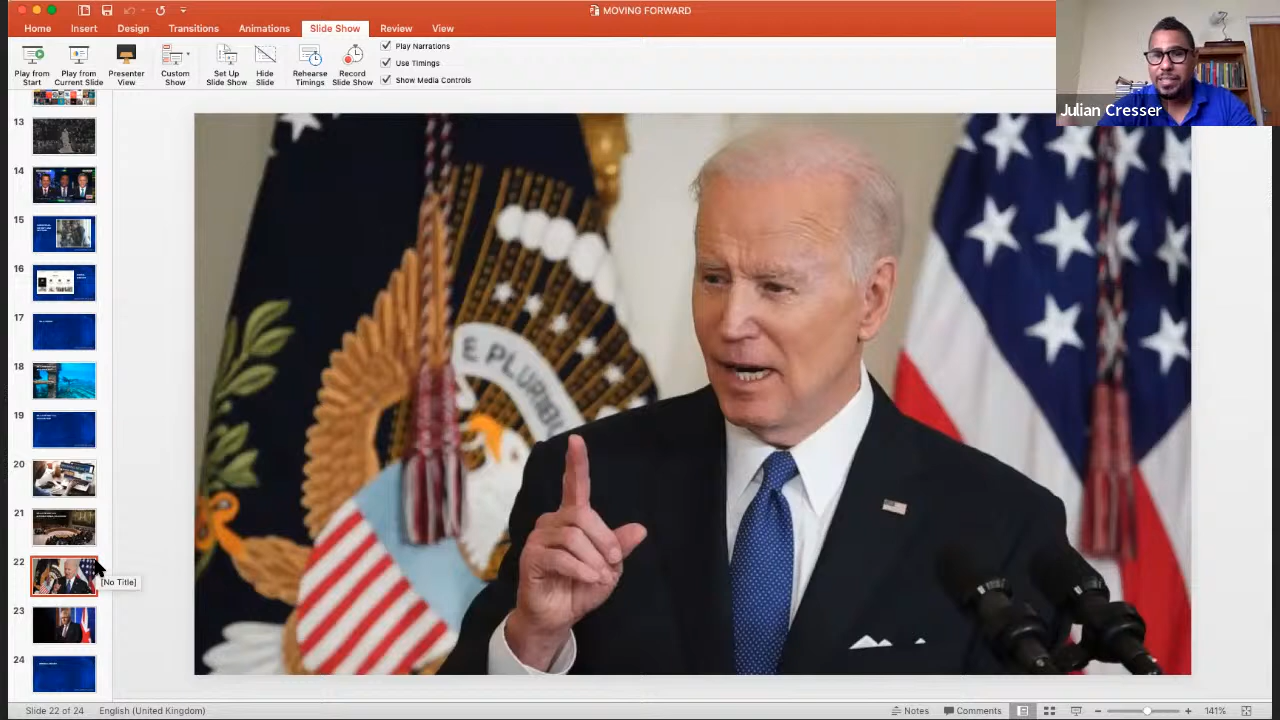 MOVING FORWARD
Home Insert Design Transitions Animations Slide Show Review View
Play from Start
Play from Current Slide
Presenter View
Custom Show
Set Up Slide Show
Hide Slide
Rehearse Timings
Record Slide Show
Play Narrations
Use Timings
Show Media Controls
Julian Cresser
13
14
15
16
17
18
19
20
21
22
[No Title]
23
24
E PLURIBU
Slide 22 of 24 English (United Kingdom) Notes Comments 141%